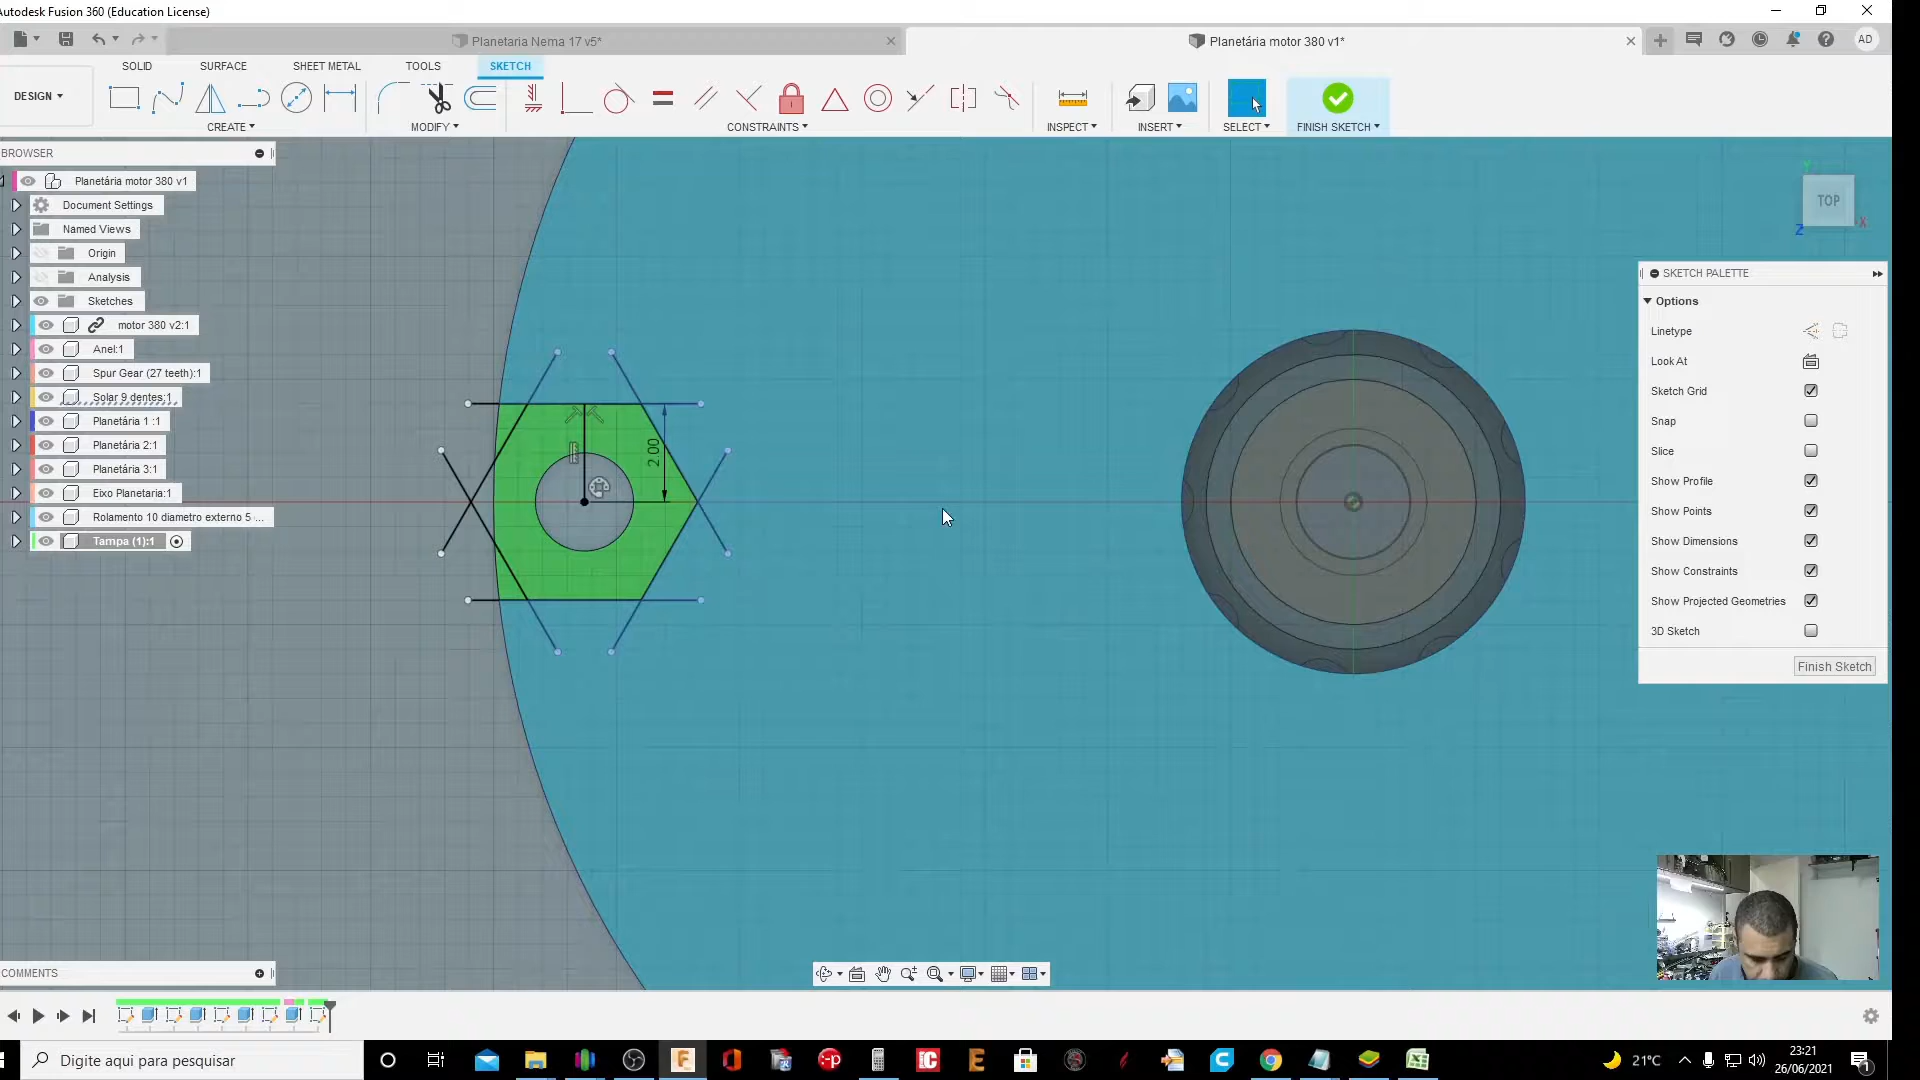 Autodesk Fusion 360 (Education License)
Planetaria Nema 17 v5*
Planetária motor 380 v1*
AD
DESIGN
SOLID
SURFACE
SHEET METAL
TOOLS
SKETCH
CREATE
MODIFY
CONSTRAINTS
INSPECT
INSERT
SELECT
FINISH SKETCH
BROWSER
Planetária motor 380 v1
Document Settings
Named Views
Origin
Analysis
Sketches
motor 380 v2:1
Anel:1
Spur Gear (27 teeth):1
Solar 9 dentes:1
Planetária 1 :1
Planetária 2:1
Planetária 3:1
Eixo Planetaria:1
Rolamento 10 diametro externo 5 ...
Tampa (1):1
2.00
Y
TOP
X
Z
SKETCH PALETTE
Options
Linetype
Look At
Sketch Grid
Snap
Slice
Show Profile
Show Points
Show Dimensions
Show Constraints
Show Projected Geometries
3D Sketch
Finish Sketch
COMMENTS
Digite aqui para pesquisar
21°C
23:21
26/06/2021
1